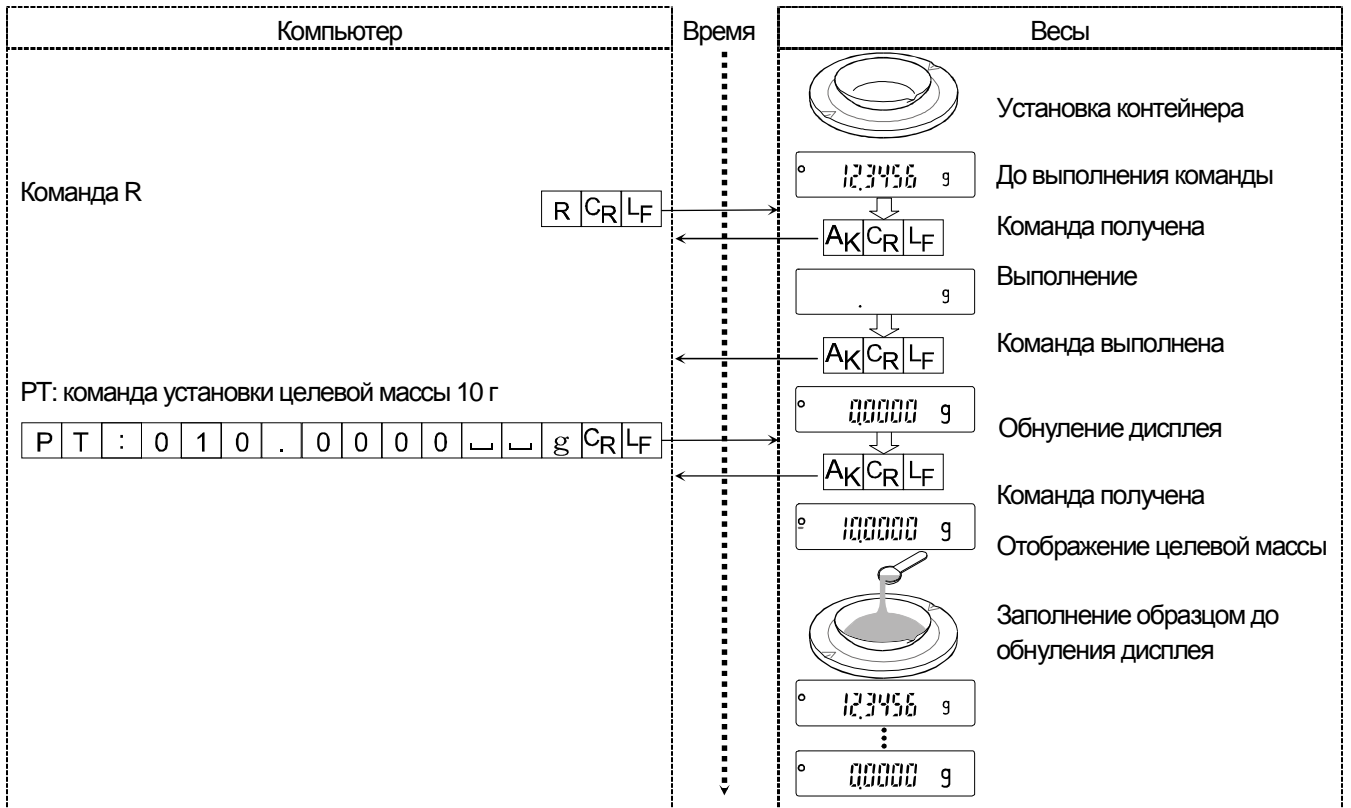 Компьютер
Время
Весы
Установка контейнера
12.3456 g
До выполнения команды
Команда R
R CR LF
AK CR LF
Команда получена
. g
Выполнение
AK CR LF
Команда выполнена
PT: команда установки целевой массы 10 г
0.0000 g
Обнуление дисплея
P T : 0 1 0 . 0 0 0 0 ␣ ␣ g CR LF
AK CR LF
Команда получена
10.0000 g
Отображение целевой массы
Заполнение образцом до
обнуления дисплея
12.3456 g
0.0000 g